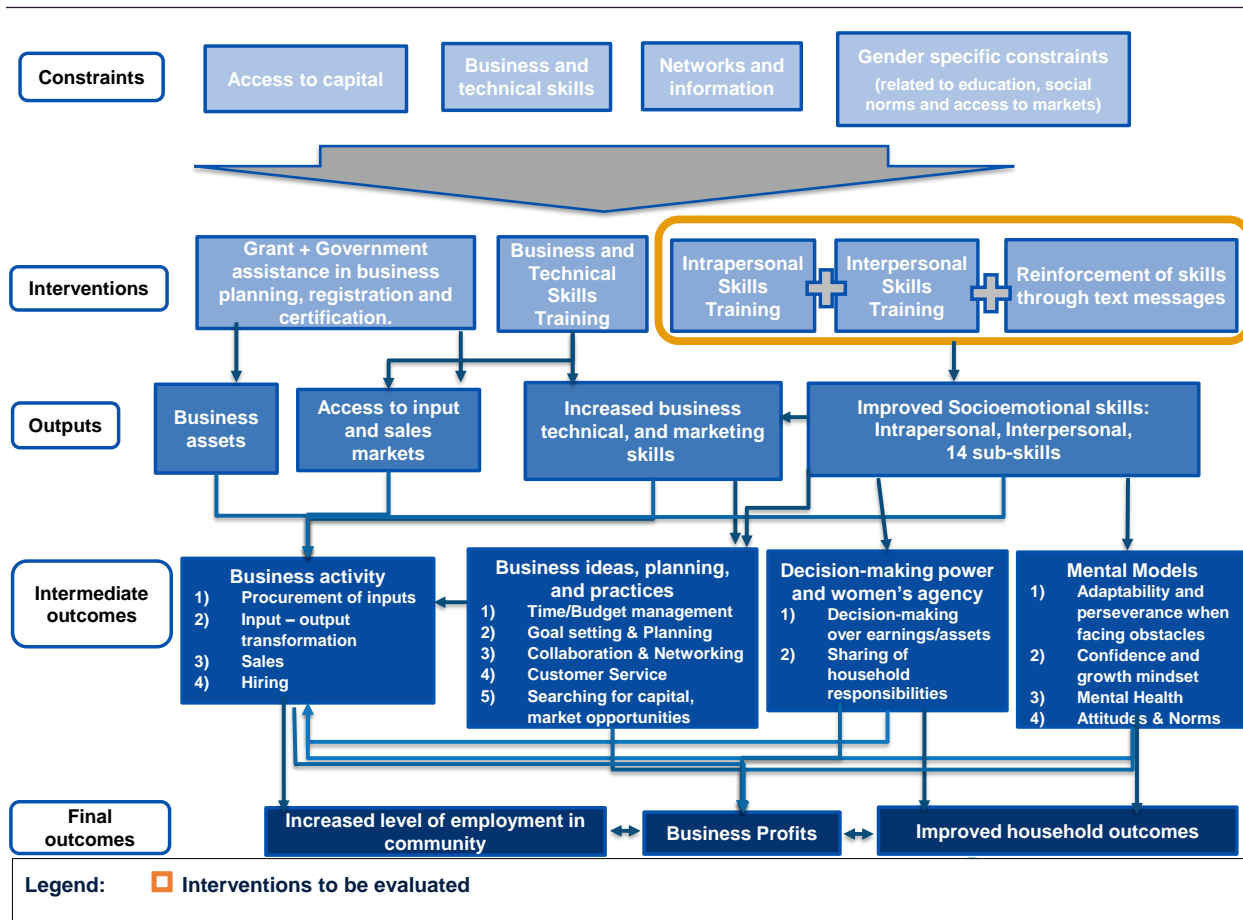 Constraints
Access to capital
Business and
technical skills
Networks and
information
Gender specific constraints
(related to education, social
norms and access to markets)
Interventions
Grant + Government
assistance in business
planning, registration and
certification.
Business and
Technical
Skills
Training
Intrapersonal
Skills
Training
Interpersonal
Skills
Training
Reinforcement of skills
through text messages
Outputs
Business
assets
Access to input
and sales
markets
Increased business
technical, and marketing
skills
Improved Socioemotional skills:
Intrapersonal, Interpersonal,
14 sub-skills
Intermediate
outcomes
Business activity
1) Procurement of inputs
2) Input – output
transformation
3) Sales
4) Hiring
Business ideas, planning,
and practices
1) Time/Budget management
2) Goal setting & Planning
3) Collaboration & Networking
4) Customer Service
5) Searching for capital,
market opportunities
Decision-making power
and women's agency
1) Decision-making
over earnings/assets
2) Sharing of
household
responsibilities
Mental Models
1) Adaptability and
perseverance when
facing obstacles
2) Confidence and
growth mindset
3) Mental Health
4) Attitudes & Norms
Final
outcomes
Increased level of employment in
community
Business Profits
Improved household outcomes
Legend: Interventions to be evaluated